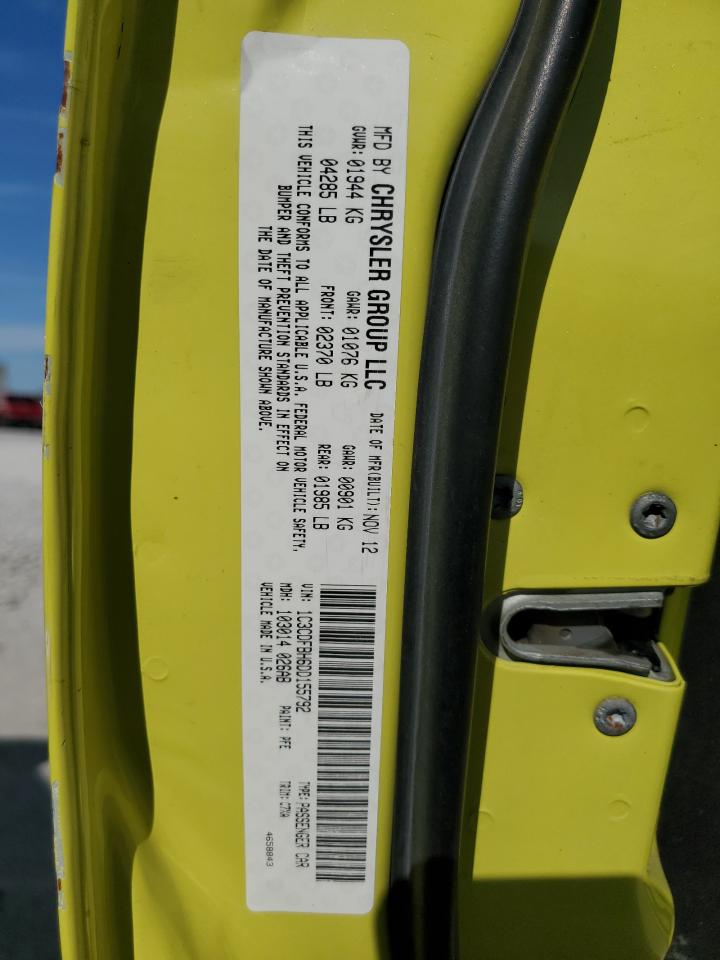 MFD BY CHRYSLER GROUP LLC DATE OF MFR(BUILT): NOV 12
GVWR: 01944 KG GAWR: 01076 KG GAWR: 00901 KG
04285 LB FRONT: 02370 LB REAR: 01985 LB
THIS VEHICLE CONFORMS TO ALL APPLICABLE U.S.A. FEDERAL MOTOR VEHICLE SAFETY,
BUMPER AND THEFT PREVENTION STANDARDS IN EFFECT ON
THE DATE OF MANUFACTURE SHOWN ABOVE.
VIN: 1C3CDFBH6DD155792 TYPE: PASSENGER CAR
MDH: 103014 026AB PAINT: PFE TRIM: C7XA
VEHICLE MADE IN U.S.A. 4658843